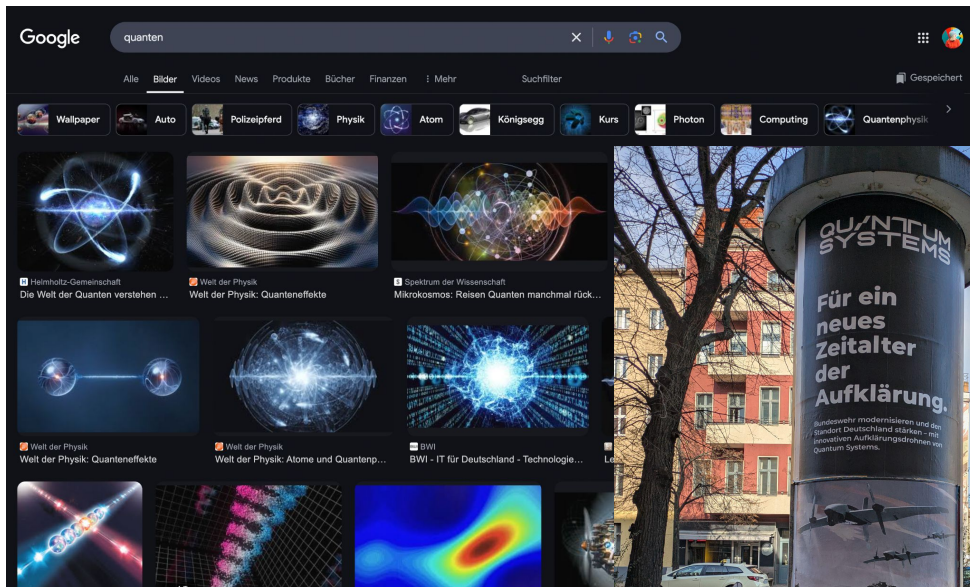 Google
quanten
Alle Bilder Videos News Produkte Bücher Finanzen Mehr Suchfilter Gespeichert
Wallpaper Auto Polizeipferd Physik Atom Königsegg Kurs Photon Computing Quantenphysik
Helmholtz-Gemeinschaft
Die Welt der Quanten verstehen ...
Welt der Physik
Welt der Physik: Quanteneffekte
Spektrum der Wissenschaft
Mikrokosmos: Reisen Quanten manchmal rück...
Welt der Physik
Welt der Physik: Quanteneffekte
Welt der Physik
Welt der Physik: Atome und Quantenp...
BWI
BWI - IT für Deutschland - Technologie...
Le
QUANTUM
SYSTEMS
Für ein
neues
Zeitalter
der
Aufklärung.
Bundeswehr modernisieren und den
Standort Deutschland stärken – mit
innovativen Aufklärungsdrohnen von
Quantum Systems.